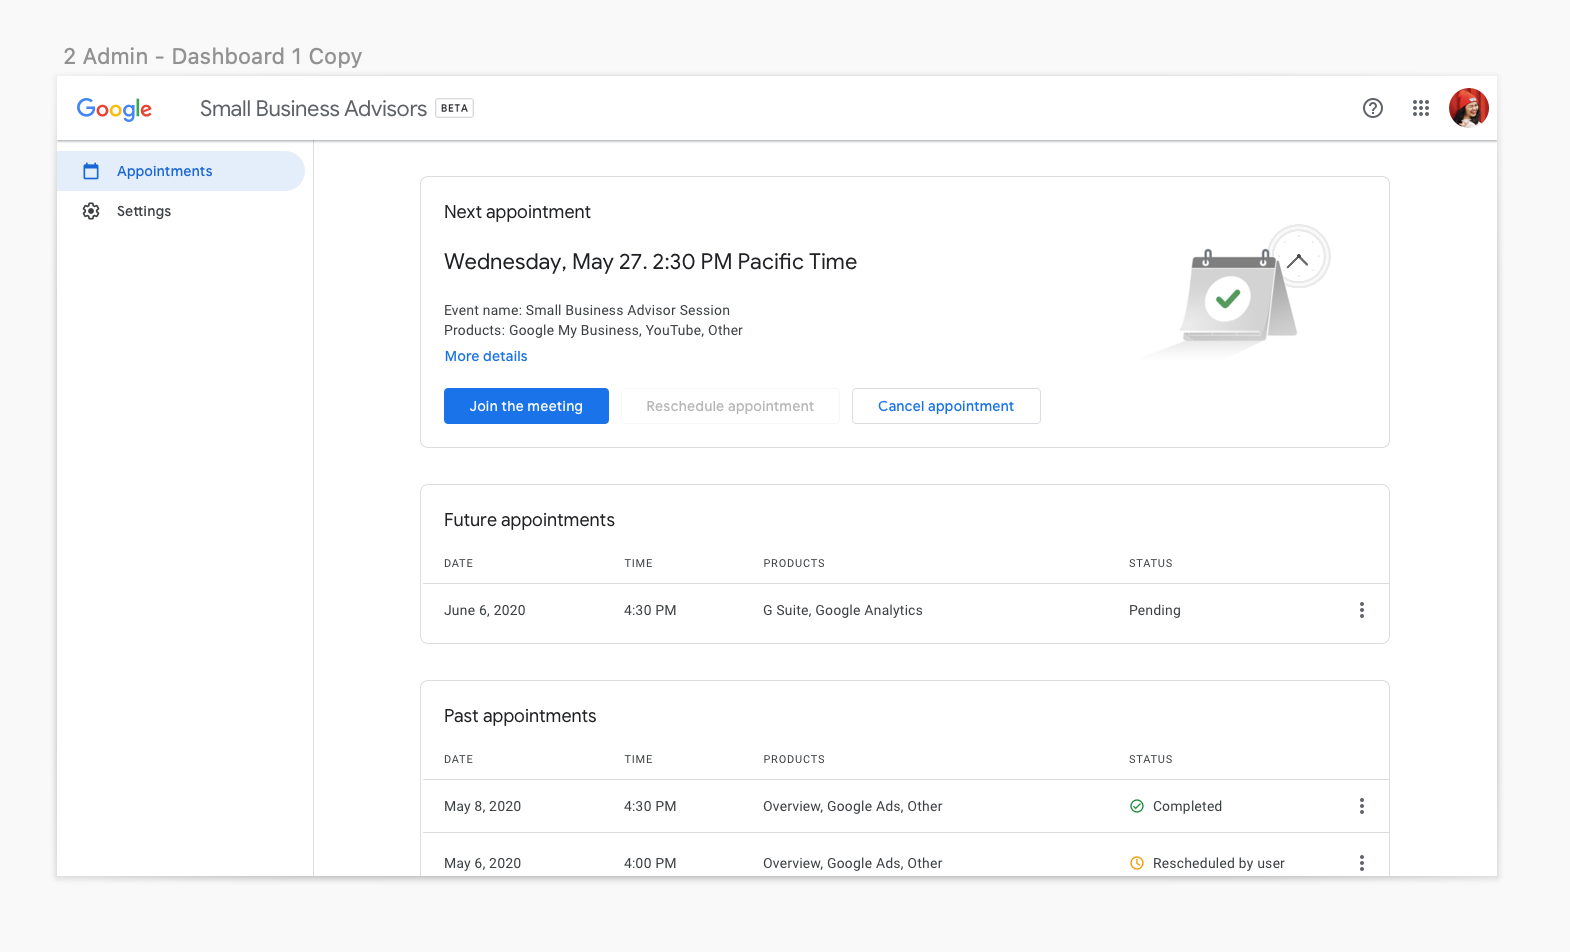 2 Admin - Dashboard 1 Copy
Google
Small Business Advisors BETA
Appointments
Settings
Next appointment
Wednesday, May 27. 2:30 PM Pacific Time
Event name: Small Business Advisor Session
Products: Google My Business, YouTube, Other
More details
Join the meeting
Reschedule appointment
Cancel appointment
Future appointments
DATE TIME PRODUCTS STATUS
June 6, 2020 4:30 PM G Suite, Google Analytics Pending
Past appointments
DATE TIME PRODUCTS STATUS
May 8, 2020 4:30 PM Overview, Google Ads, Other Completed
May 6, 2020 4:00 PM Overview, Google Ads, Other Rescheduled by user